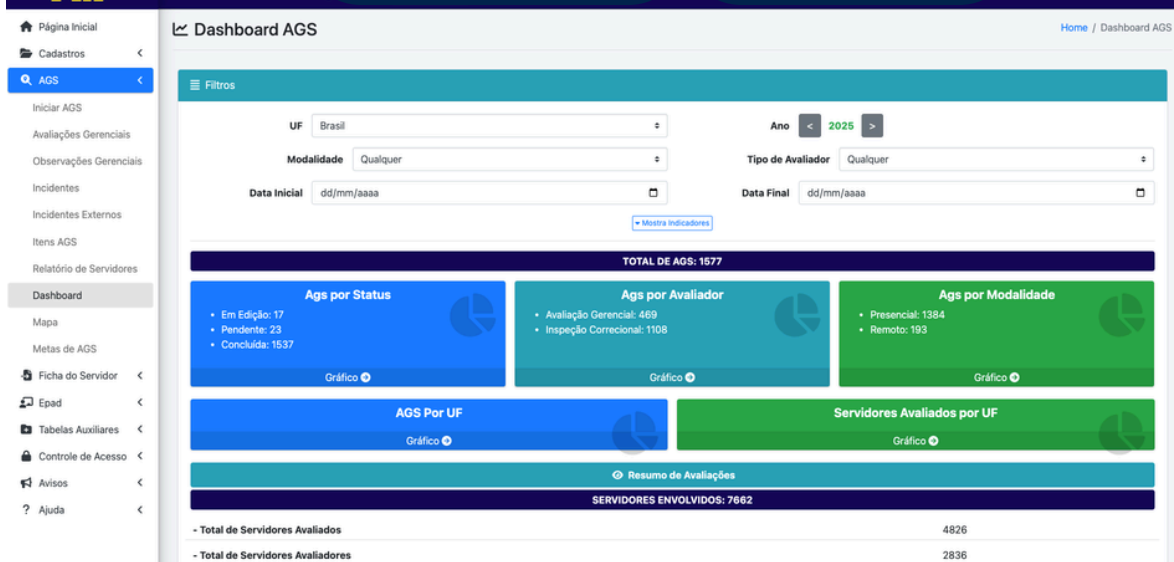 Página Inicial
Cadastros
AGS
Iniciar AGS
Avaliações Gerenciais
Observações Gerenciais
Incidentes
Incidentes Externos
Itens AGS
Relatório de Servidores
Dashboard
Mapa
Metas de AGS
Ficha do Servidor
Epad
Tabelas Auxiliares
Controle de Acesso
Avisos
Ajuda
Dashboard AGS
Home / Dashboard AGS
Filtros
UF Brasil
Ano < 2025 >
Modalidade Qualquer
Tipo de Avaliador Qualquer
Data Inicial dd/mm/aaaa
Data Final dd/mm/aaaa
Mostra Indicadores
TOTAL DE AGS: 1577
Ags por Status
• Em Edição: 17
• Pendente: 23
• Concluída: 1537
Gráfico
Ags por Avaliador
• Avaliação Gerencial: 469
• Inspeção Correcional: 1108
Gráfico
Ags por Modalidade
• Presencial: 1384
• Remoto: 193
Gráfico
AGS Por UF
Gráfico
Servidores Avaliados por UF
Gráfico
Resumo de Avaliações
SERVIDORES ENVOLVIDOS: 7662
- Total de Servidores Avaliados 4826
- Total de Servidores Avaliadores 2836